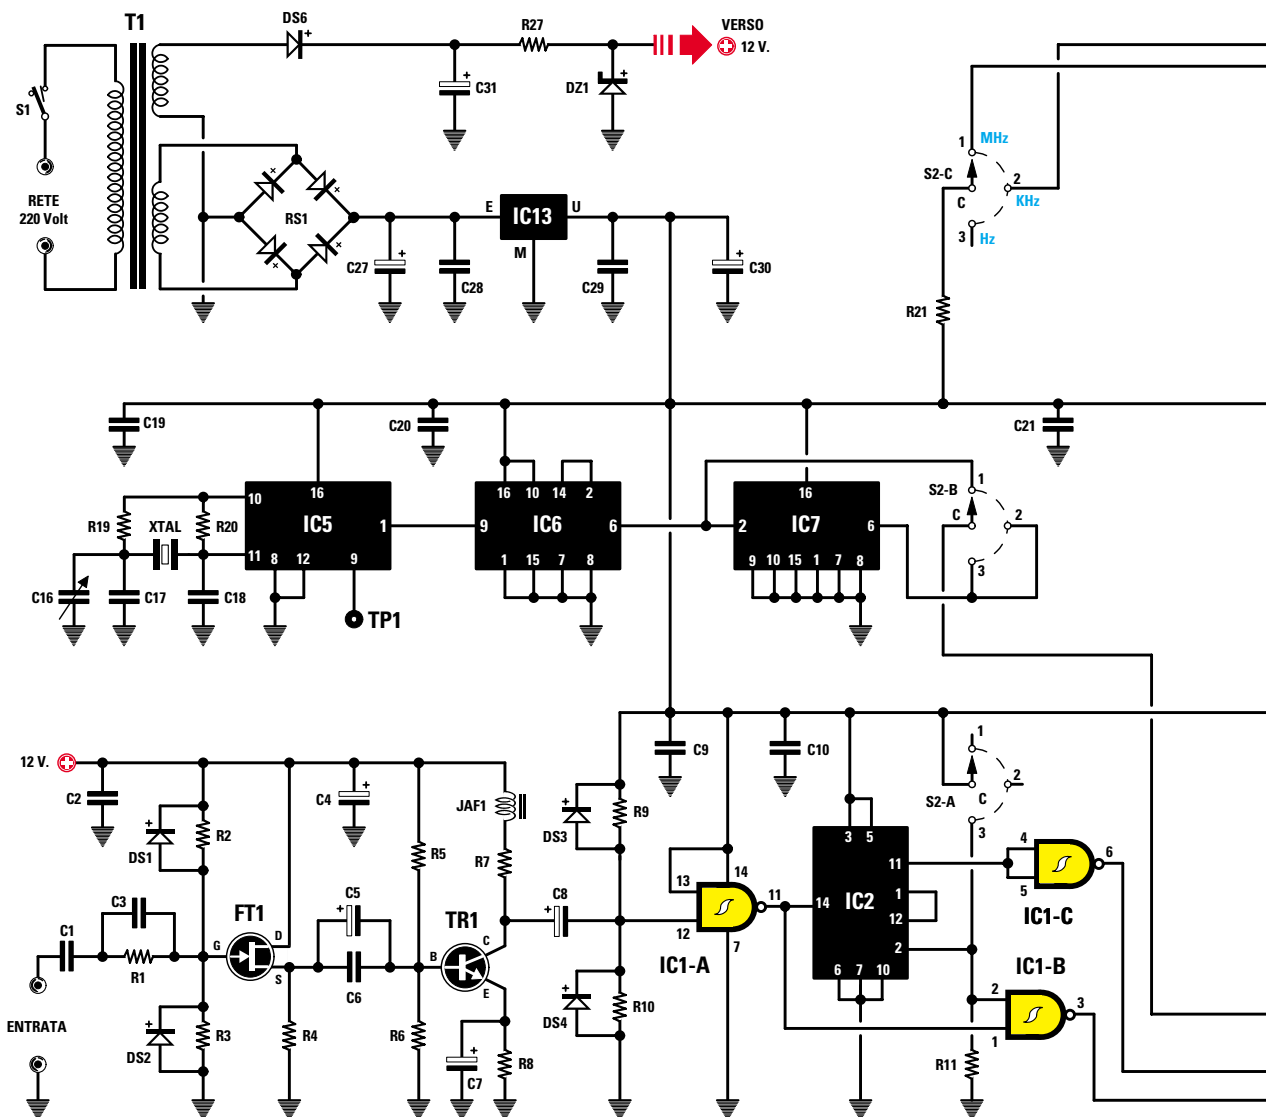 T1
DS6
R27
VERSO
12 V.
S1
C31
DZ1
RETE
220 Volt
RS1
E
IC13
U
M
C27
C28
C29
C30
1
MHz
S2-C
2
C
KHz
3
Hz
R21
C19
C20
C21
R19
XTAL
R20
10
16
IC5
1
11
8
12
9
C16
C17
C18
TP1
16
10
14
2
9
IC6
6
1
15
7
8
16
2
IC7
6
9
10
15
1
7
8
S2-B
1
C
2
3
12 V.
C2
DS1
R2
C4
R5
JAF1
R7
DS3
R9
C9
C10
S2-A
1
2
C
3
C3
C1
R1
FT1
G
D
S
C5
C6
TR1
B
C
E
C8
13
14
12
11
7
IC1-A
3
5
14
IC2
11
1
12
2
6
7
10
4
5
6
IC1-C
IC1-B
2
1
3
ENTRATA
DS2
R3
R4
R6
C7
R8
DS4
R10
R11